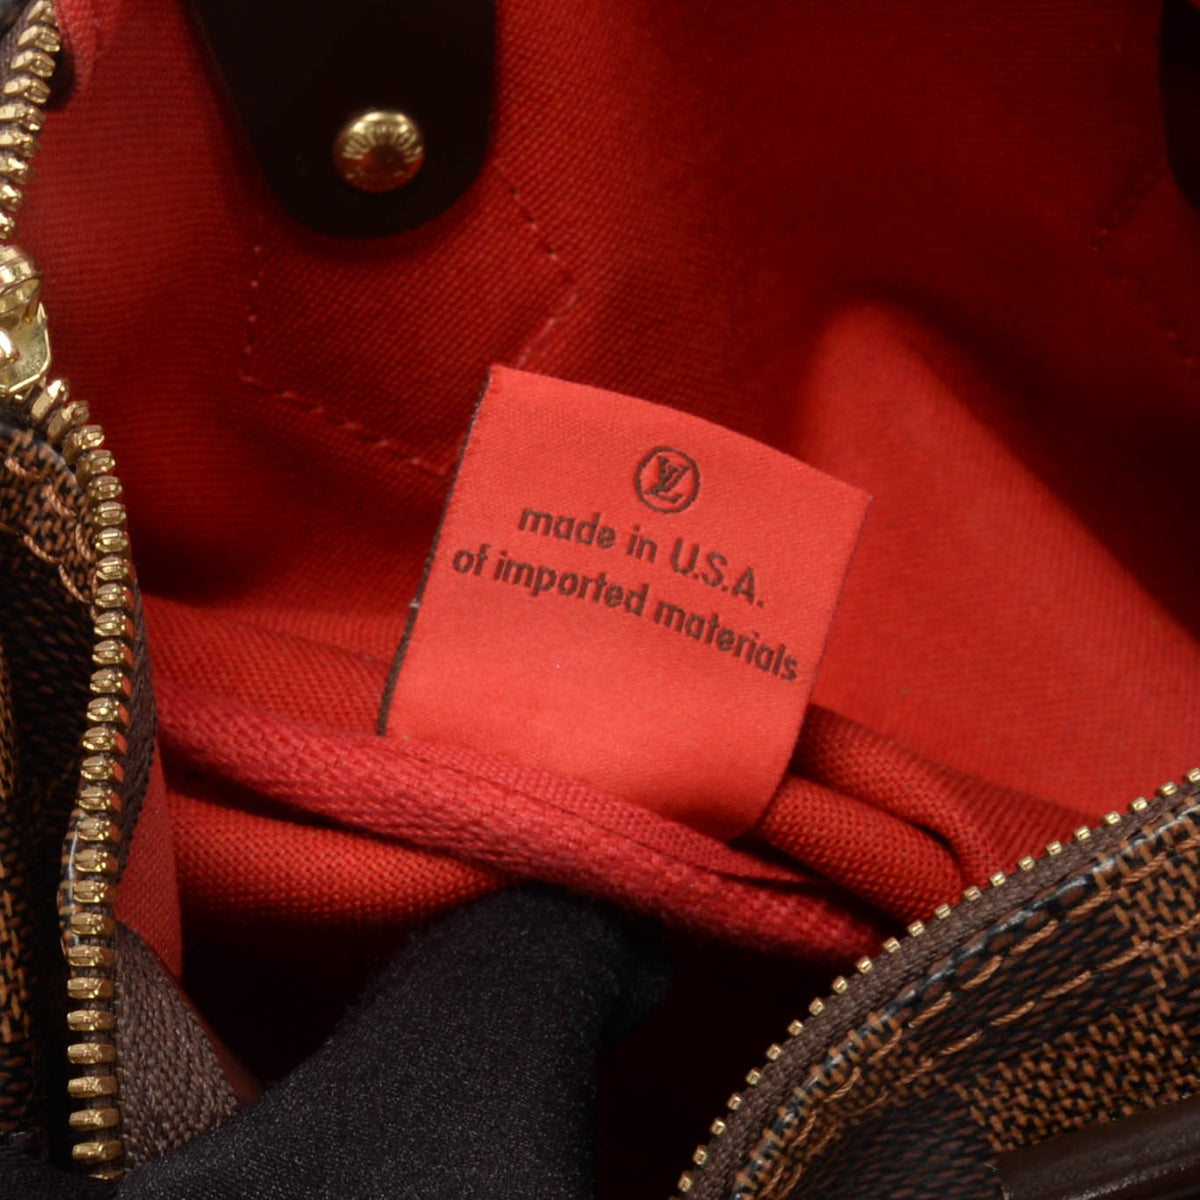 LV
made in U.S.A.
of imported materials